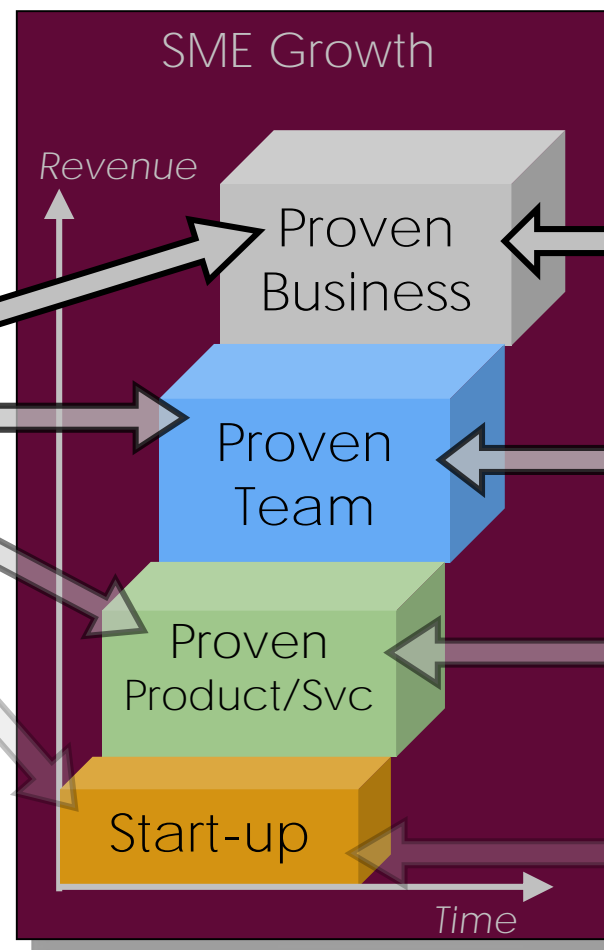 SME Growth
Revenue
Proven
Business
Proven
Team
Proven
Product/Svc
Start-up
Time